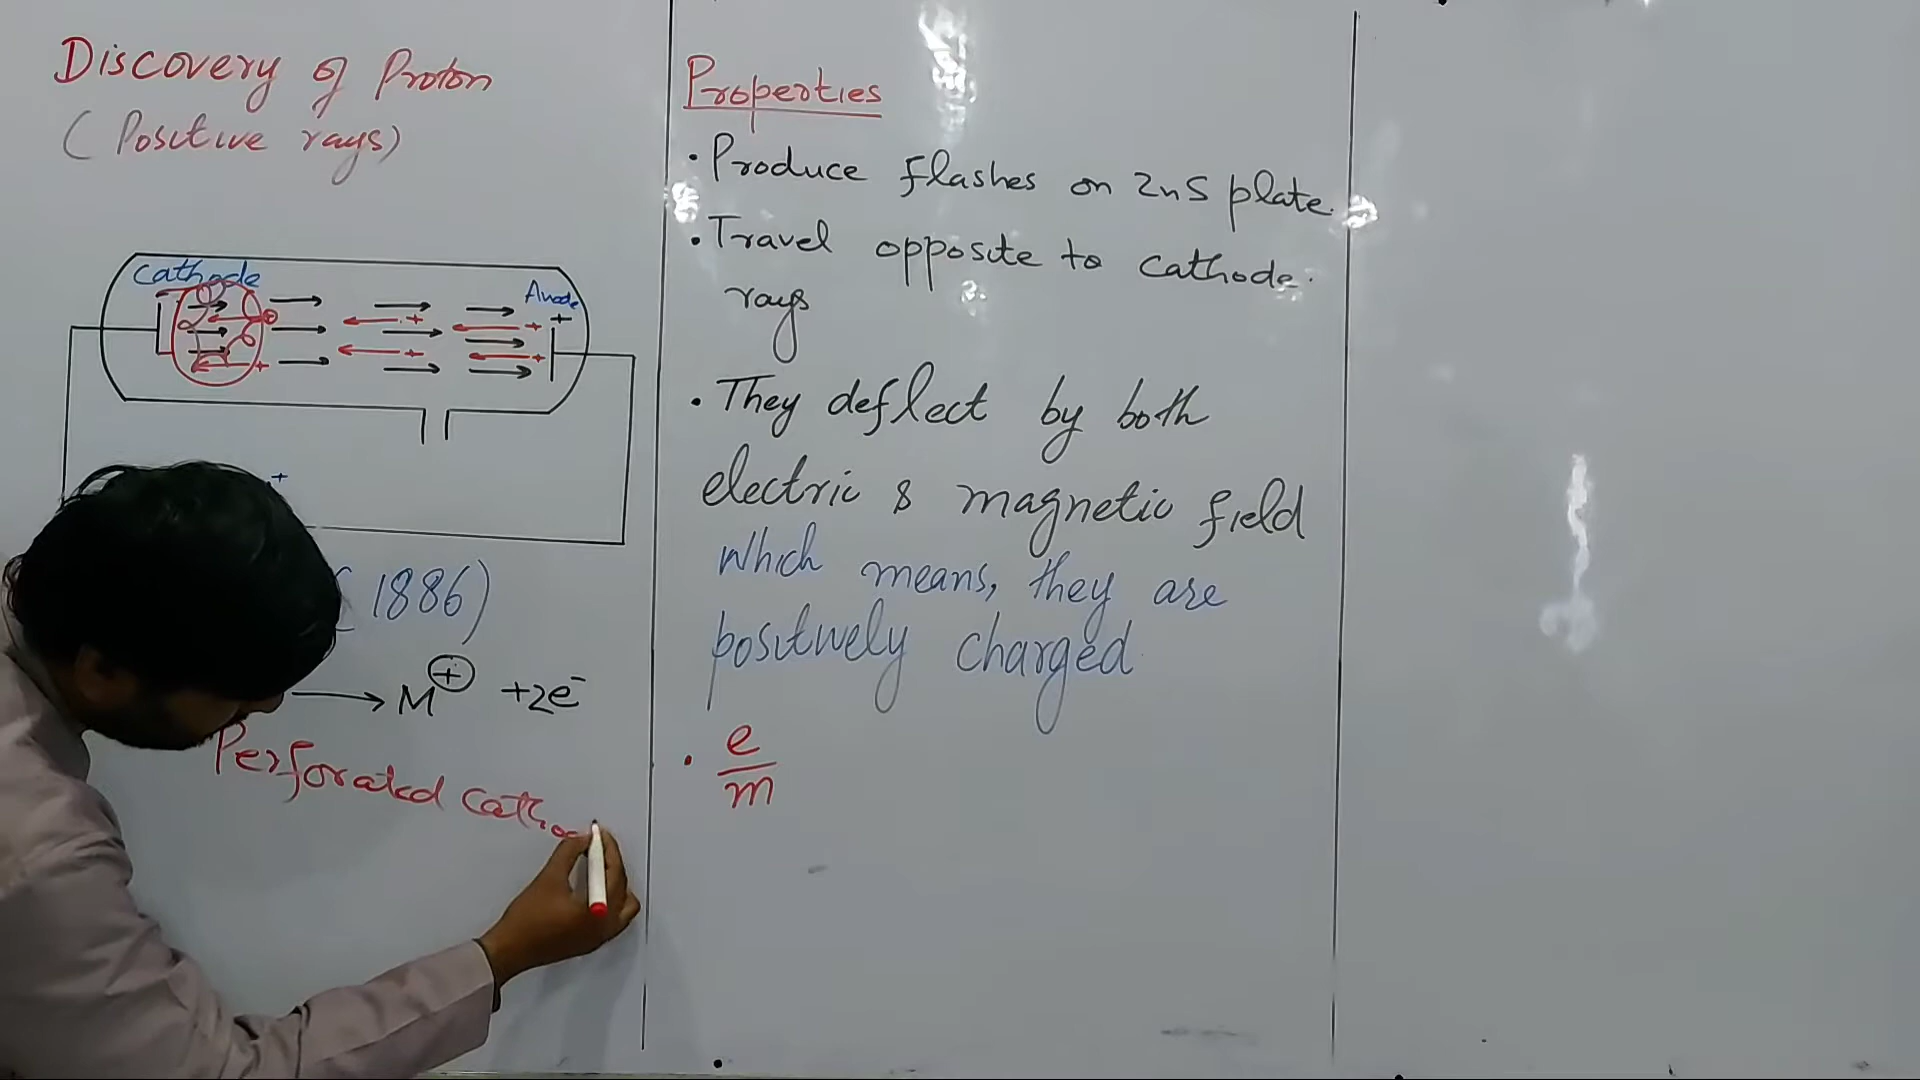 Discovery of Proton
(Positive rays)
Cathode
Anode
+
+
+
+
+
+
+
+
+
(1886)
→ M⊕ +2e⁻
Perforated Catho
Properties
• Produce flashes on ZnS plate.
• Travel opposite to cathode
rays
• They deflect by both
electric & magnetic field
which means, they are
positively charged
• e
m